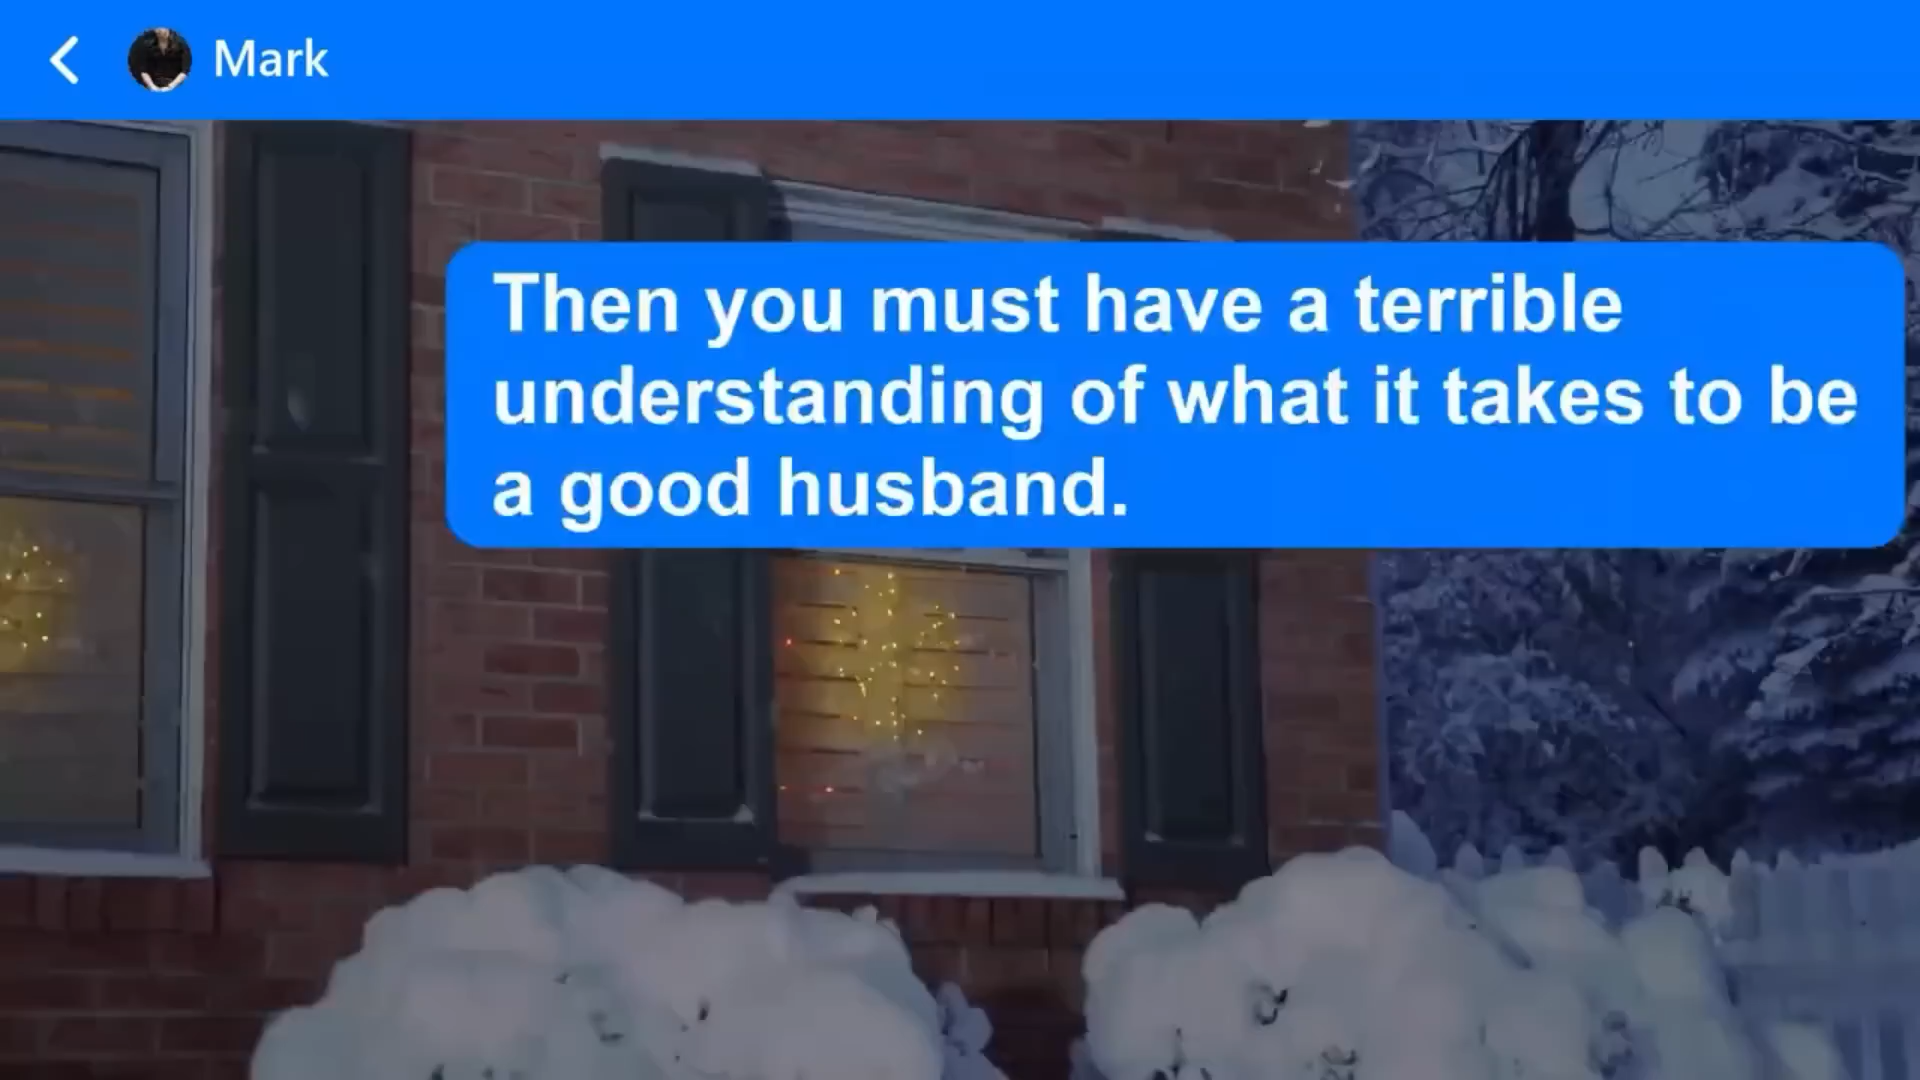 Mark
Then you must have a terrible
understanding of what it takes to be
a good husband.